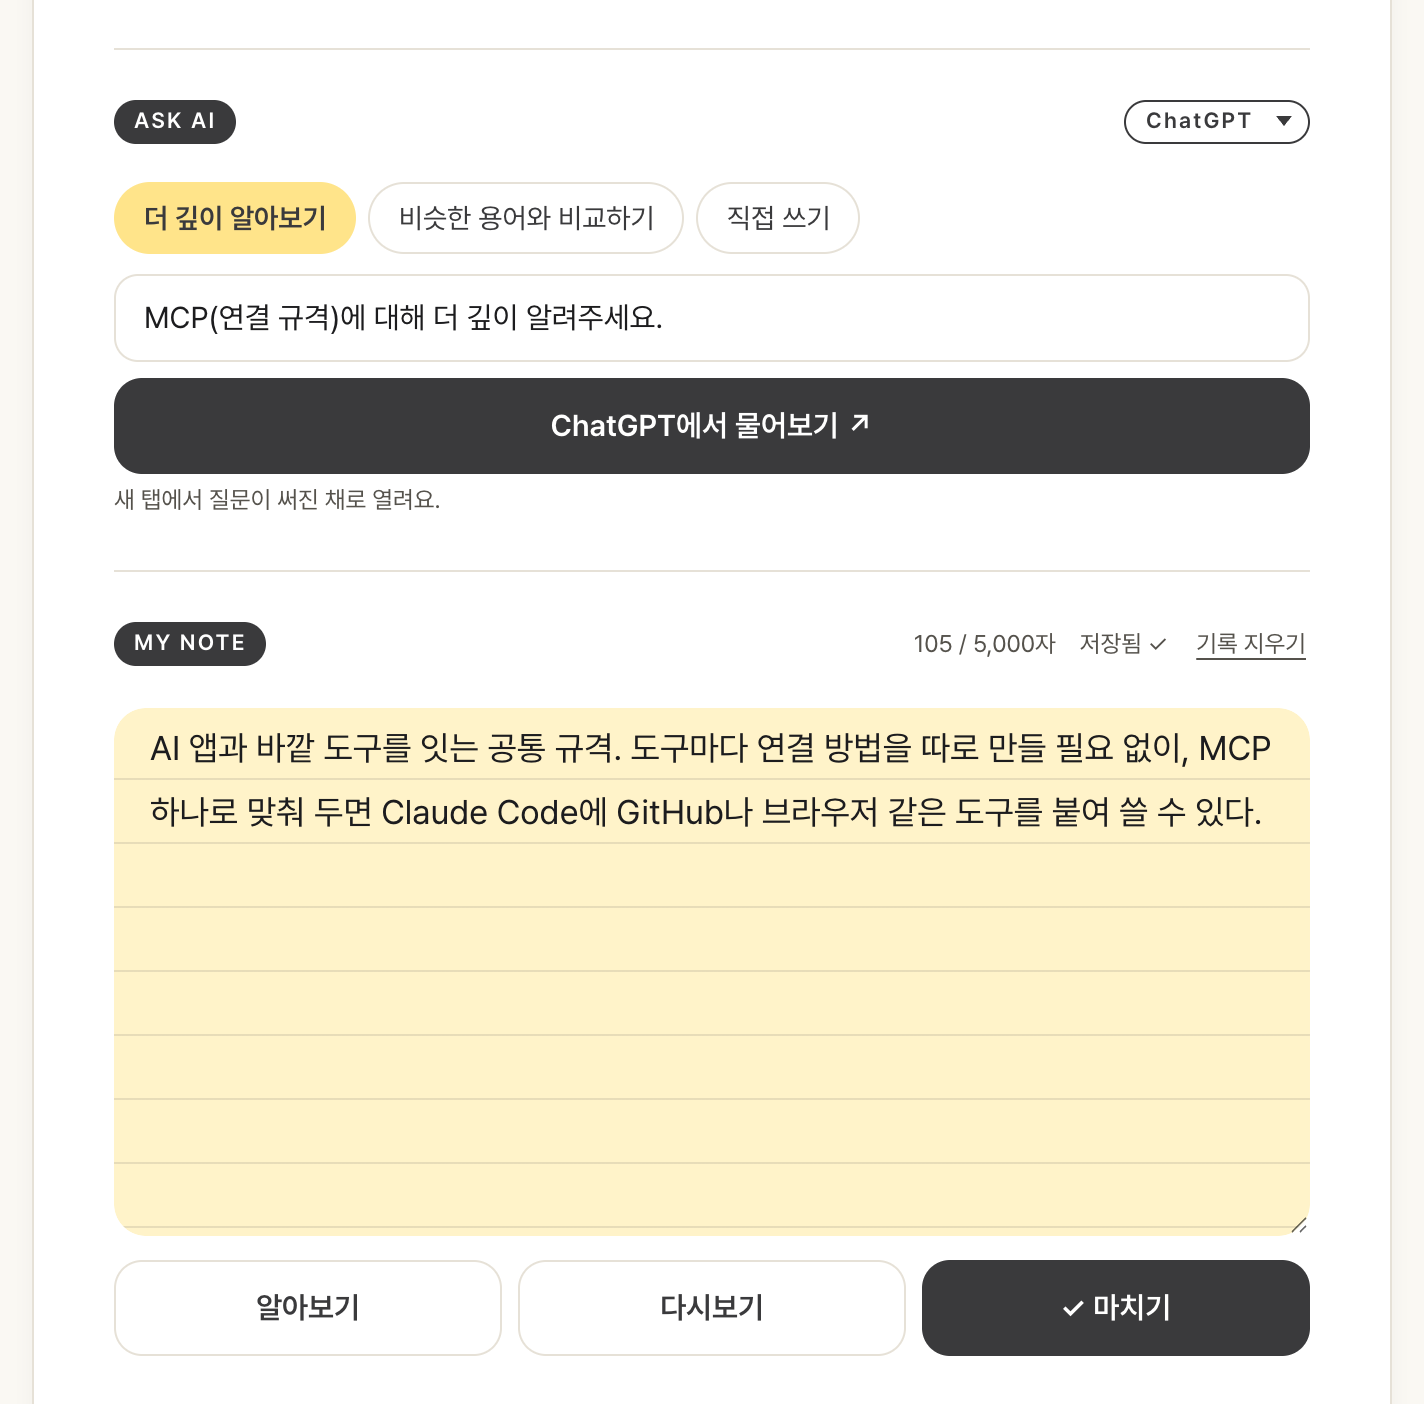 ASK AI
ChatGPT ▼
더 깊이 알아보기
비슷한 용어와 비교하기
직접 쓰기
MCP(연결 규격)에 대해 더 깊이 알려주세요.
ChatGPT에서 물어보기 ↗
새 탭에서 질문이 써진 채로 열려요.
MY NOTE
105 / 5,000자
저장됨 ✓
기록 지우기
AI 앱과 바깥 도구를 잇는 공통 규격. 도구마다 연결 방법을 따로 만들 필요 없이, MCP
하나로 맞춰 두면 Claude Code에 GitHub나 브라우저 같은 도구를 붙여 쓸 수 있다.
알아보기
다시보기
✓ 마치기